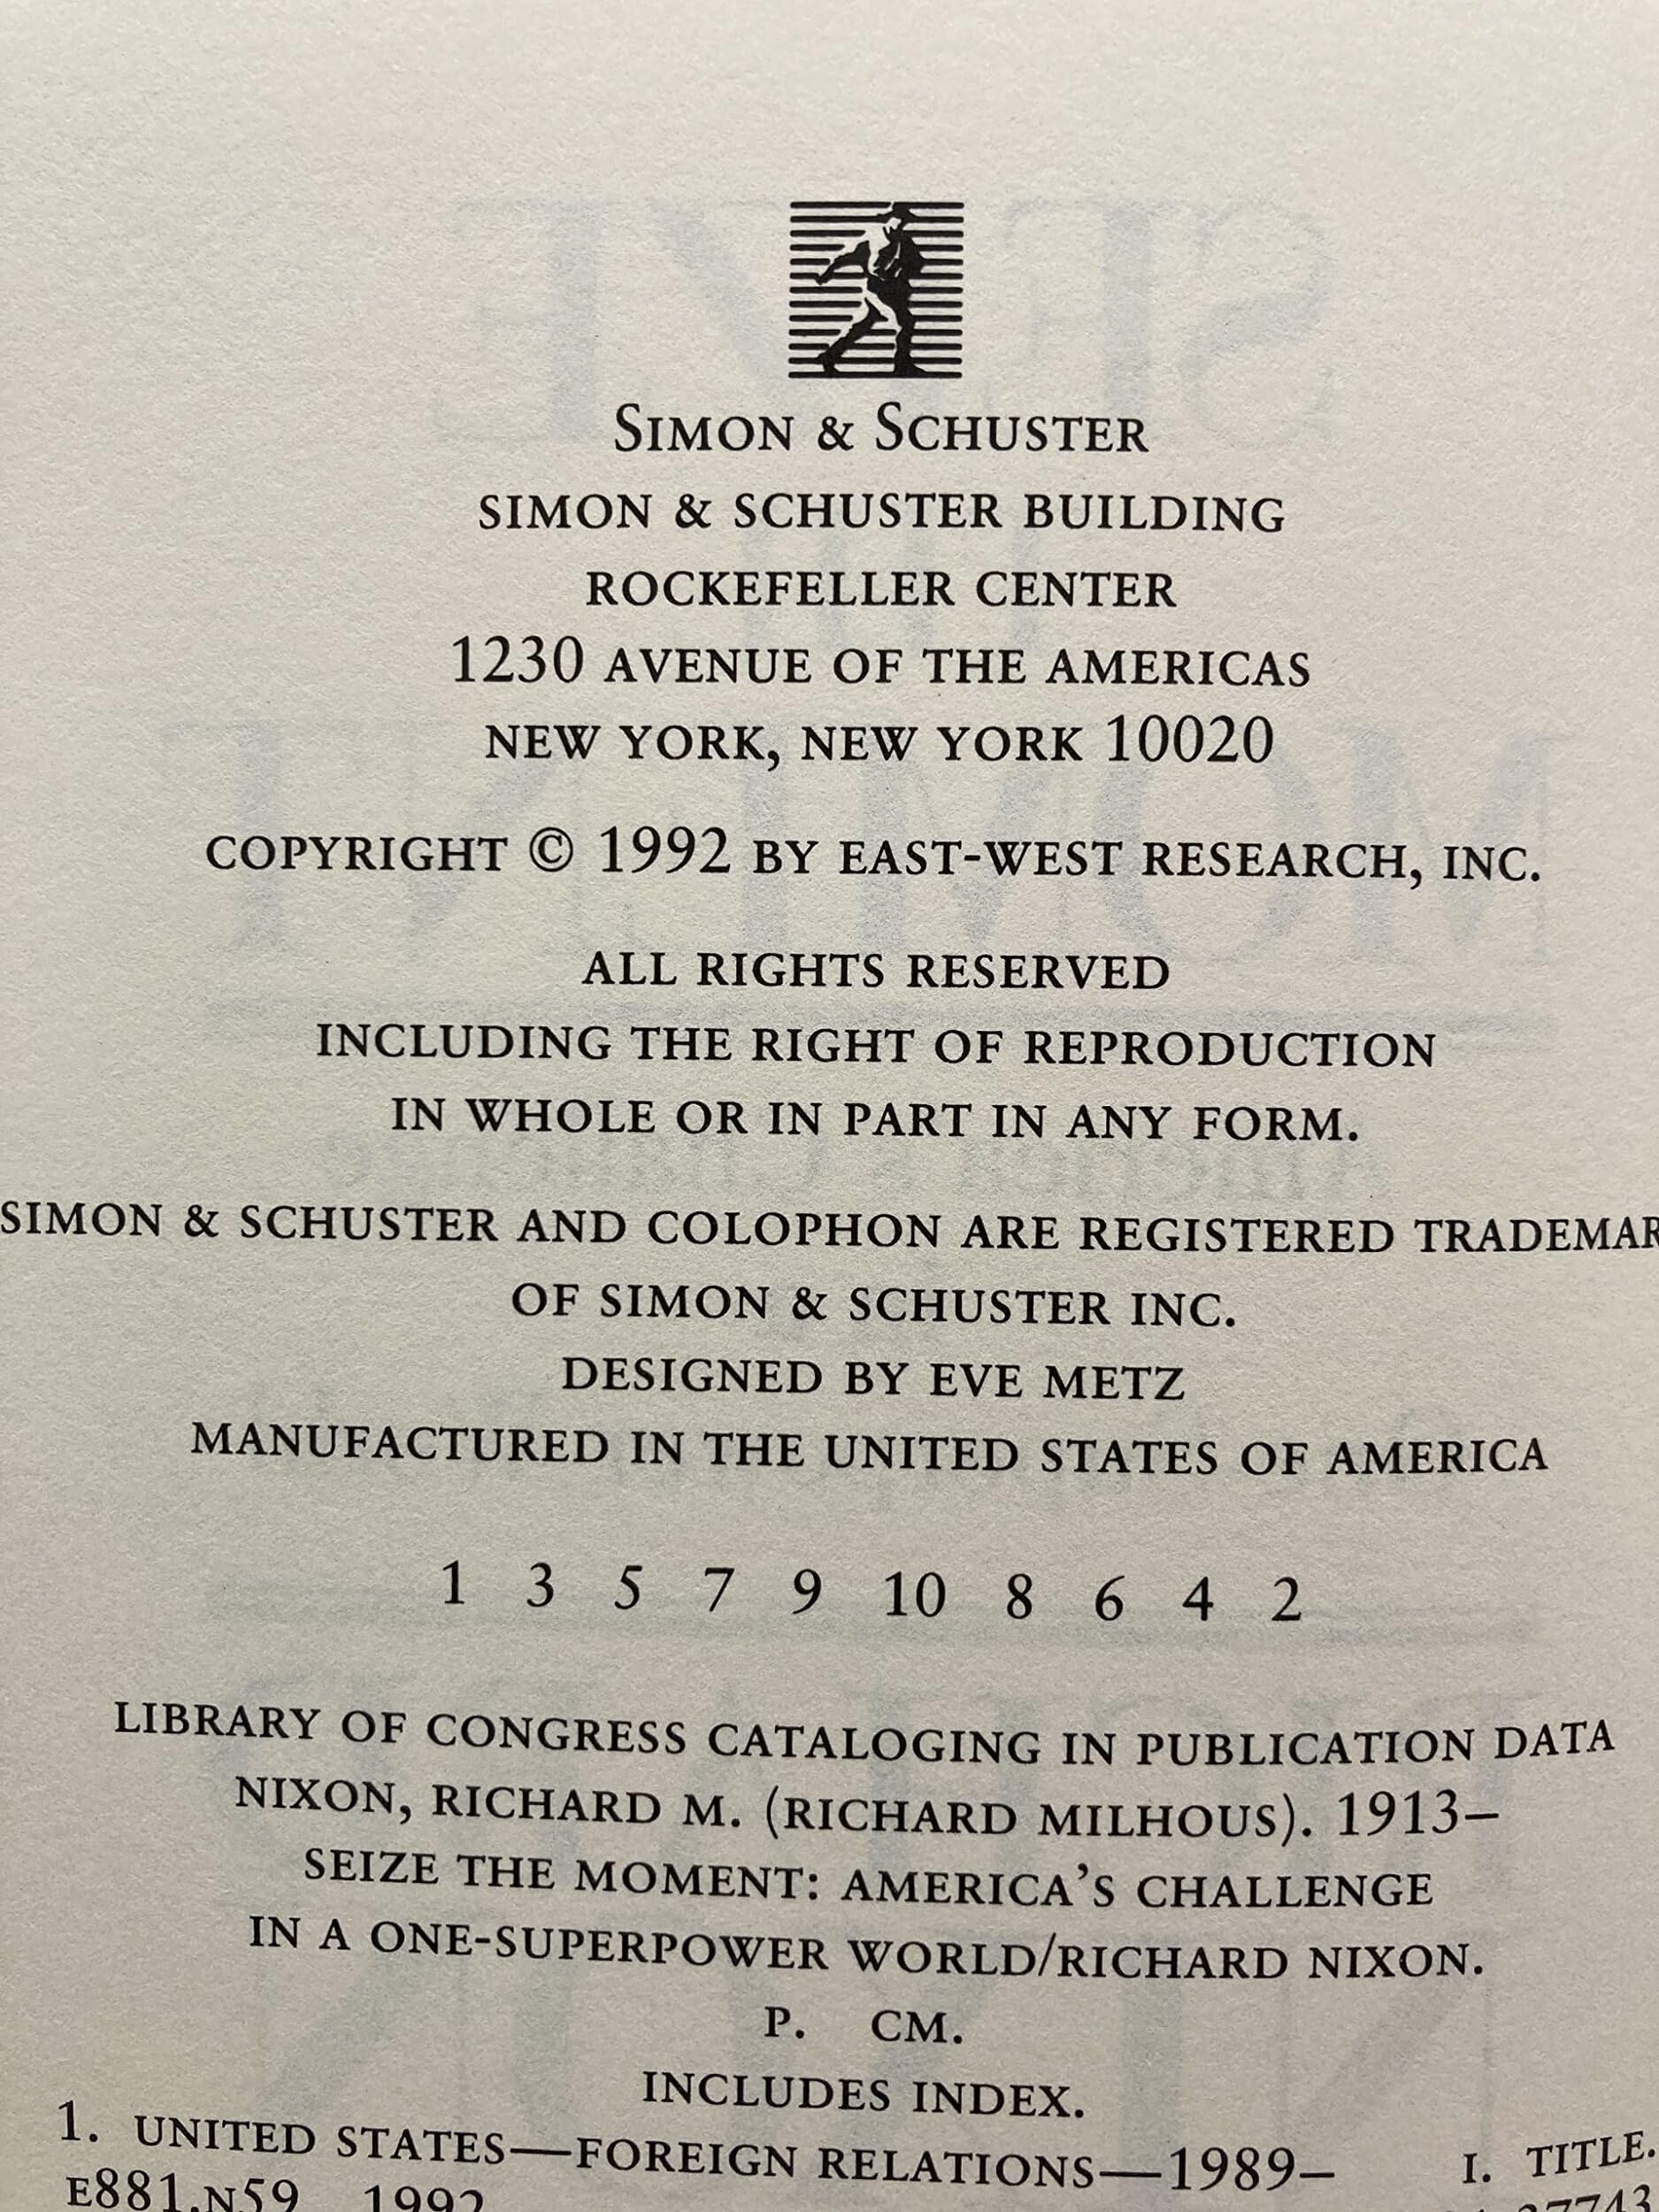 SIMON & SCHUSTER
SIMON & SCHUSTER BUILDING
ROCKEFELLER CENTER
1230 AVENUE OF THE AMERICAS
NEW YORK, NEW YORK 10020
COPYRIGHT © 1992 BY EAST-WEST RESEARCH, INC.
ALL RIGHTS RESERVED
INCLUDING THE RIGHT OF REPRODUCTION
IN WHOLE OR IN PART IN ANY FORM.
SIMON & SCHUSTER AND COLOPHON ARE REGISTERED TRADEMAR
OF SIMON & SCHUSTER INC.
DESIGNED BY EVE METZ
MANUFACTURED IN THE UNITED STATES OF AMERICA
1 3 5 7 9 10 8 6 4 2
LIBRARY OF CONGRESS CATALOGING IN PUBLICATION DATA
NIXON, RICHARD M. (RICHARD MILHOUS). 1913–
SEIZE THE MOMENT: AMERICA'S CHALLENGE
IN A ONE-SUPERPOWER WORLD/RICHARD NIXON.
P. CM.
INCLUDES INDEX.
1. UNITED STATES—FOREIGN RELATIONS—1989– I. TITLE.
E881.N59 1992